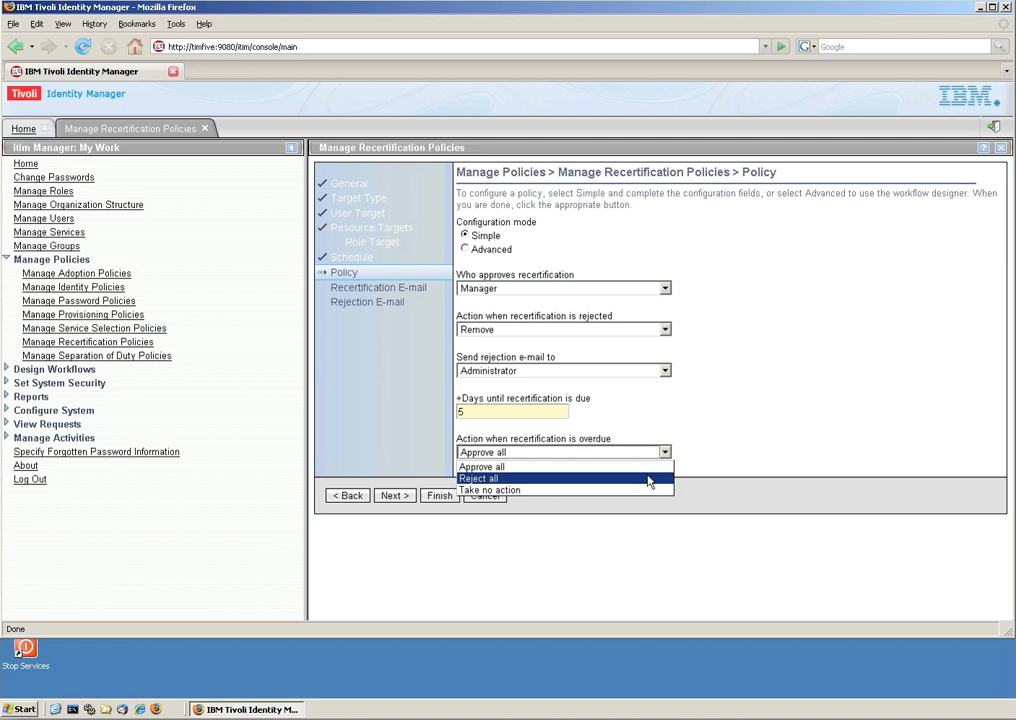 IBM Tivoli Identity Manager - Mozilla Firefox
File Edit View History Bookmarks Tools Help
http://timfive:9080/itim/console/main
Google
IBM Tivoli Identity Manager
Tivoli Identity Manager
IBM
Home
Manage Recertification Policies
itim Manager: My Work
Home
Change Passwords
Manage Roles
Manage Organization Structure
Manage Users
Manage Services
Manage Groups
Manage Policies
Manage Adoption Policies
Manage Identity Policies
Manage Password Policies
Manage Provisioning Policies
Manage Service Selection Policies
Manage Recertification Policies
Manage Separation of Duty Policies
Design Workflows
Set System Security
Reports
Configure System
View Requests
Manage Activities
Specify Forgotten Password Information
About
Log Out
Manage Recertification Policies
General
Target Type
User Target
Resource Targets
Role Target
Schedule
Policy
Recertification E-mail
Rejection E-mail
Manage Policies > Manage Recertification Policies > Policy
To configure a policy, select Simple and complete the configuration fields, or select Advanced to use the workflow designer. When
you are done, click the appropriate button.
Configuration mode
Simple
Advanced
Who approves recertification
Manager
Action when recertification is rejected
Remove
Send rejection e-mail to
Administrator
*Days until recertification is due
5
Action when recertification is overdue
Approve all
Approve all
Reject all
Take no action
< Back Next > Finish Cancel
Done
Stop Services
Start IBM Tivoli Identity M...